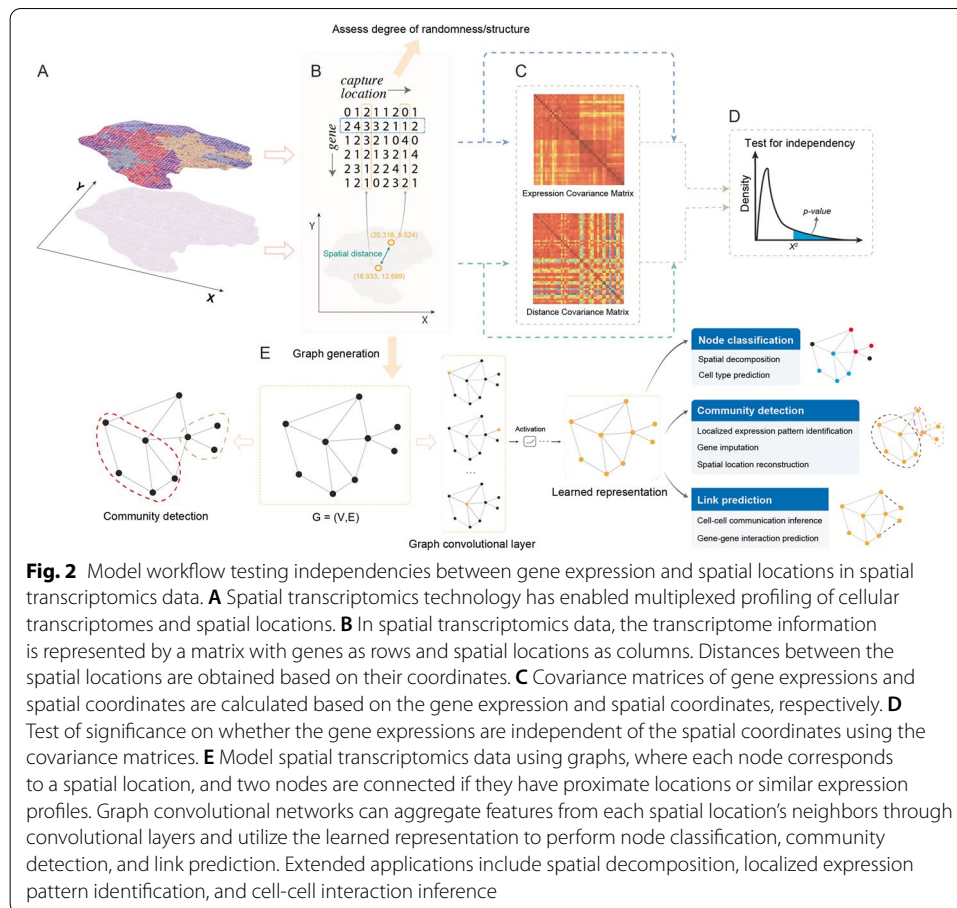 Assess degree of randomness/structure
A
B
C
D
capture
location
gene
0 1 2 1 1 2 0 1
2 4 3 3 2 1 1 2
1 2 3 2 1 0 4 0
2 1 2 1 3 2 1 4
2 3 1 2 2 4 1 2
1 2 1 0 2 3 2 1
Y
X
Y
(20.318, 9.524)
Spatial distance
(16.933, 12.699)
X
Expression Covariance Matrix
Distance Covariance Matrix
Test for independency
Density
p-value
X²
E
Graph generation
Community detection
G = (V,E)
...
Graph convolutional layer
Activation
Learned representation
Node classification
Spatial decomposition
Cell type prediction
Community detection
Localized expression pattern identification
Gene imputation
Spatial location reconstruction
Link prediction
Cell-cell communication inference
Gene-gene interaction prediction
Fig. 2 Model workflow testing independencies between gene expression and spatial locations in spatial
transcriptomics data. A Spatial transcriptomics technology has enabled multiplexed profiling of cellular
transcriptomes and spatial locations. B In spatial transcriptomics data, the transcriptome information
is represented by a matrix with genes as rows and spatial locations as columns. Distances between the
spatial locations are obtained based on their coordinates. C Covariance matrices of gene expressions and
spatial coordinates are calculated based on the gene expression and spatial coordinates, respectively. D
Test of significance on whether the gene expressions are independent of the spatial coordinates using the
covariance matrices. E Model spatial transcriptomics data using graphs, where each node corresponds
to a spatial location, and two nodes are connected if they have proximate locations or similar expression
profiles. Graph convolutional networks can aggregate features from each spatial location's neighbors through
convolutional layers and utilize the learned representation to perform node classification, community
detection, and link prediction. Extended applications include spatial decomposition, localized expression
pattern identification, and cell-cell interaction inference